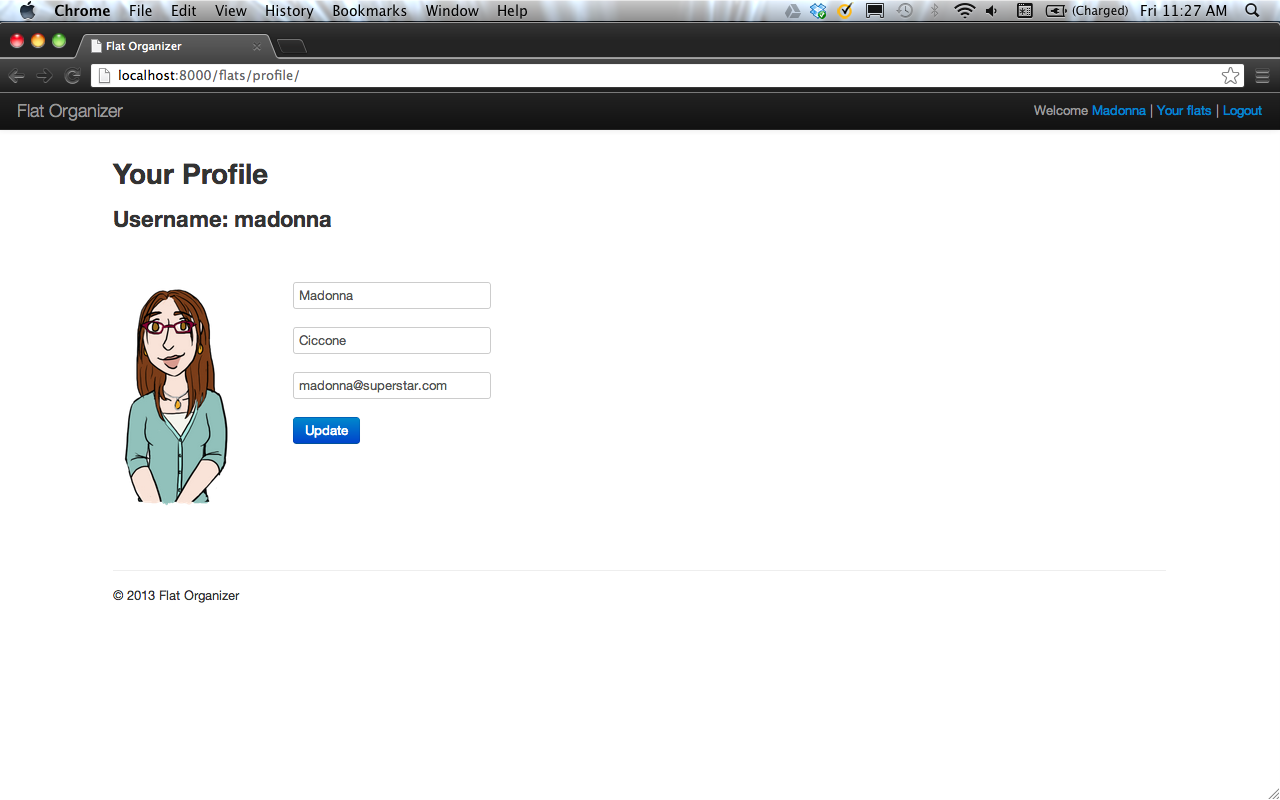 Chrome File Edit View History Bookmarks Window Help (Charged) Fri 11:27 AM
Flat Organizer
localhost:8000/flats/profile/
Flat Organizer Welcome Madonna | Your flats | Logout
Your Profile
Username: madonna
Madonna
Ciccone
madonna@superstar.com
Update
© 2013 Flat Organizer